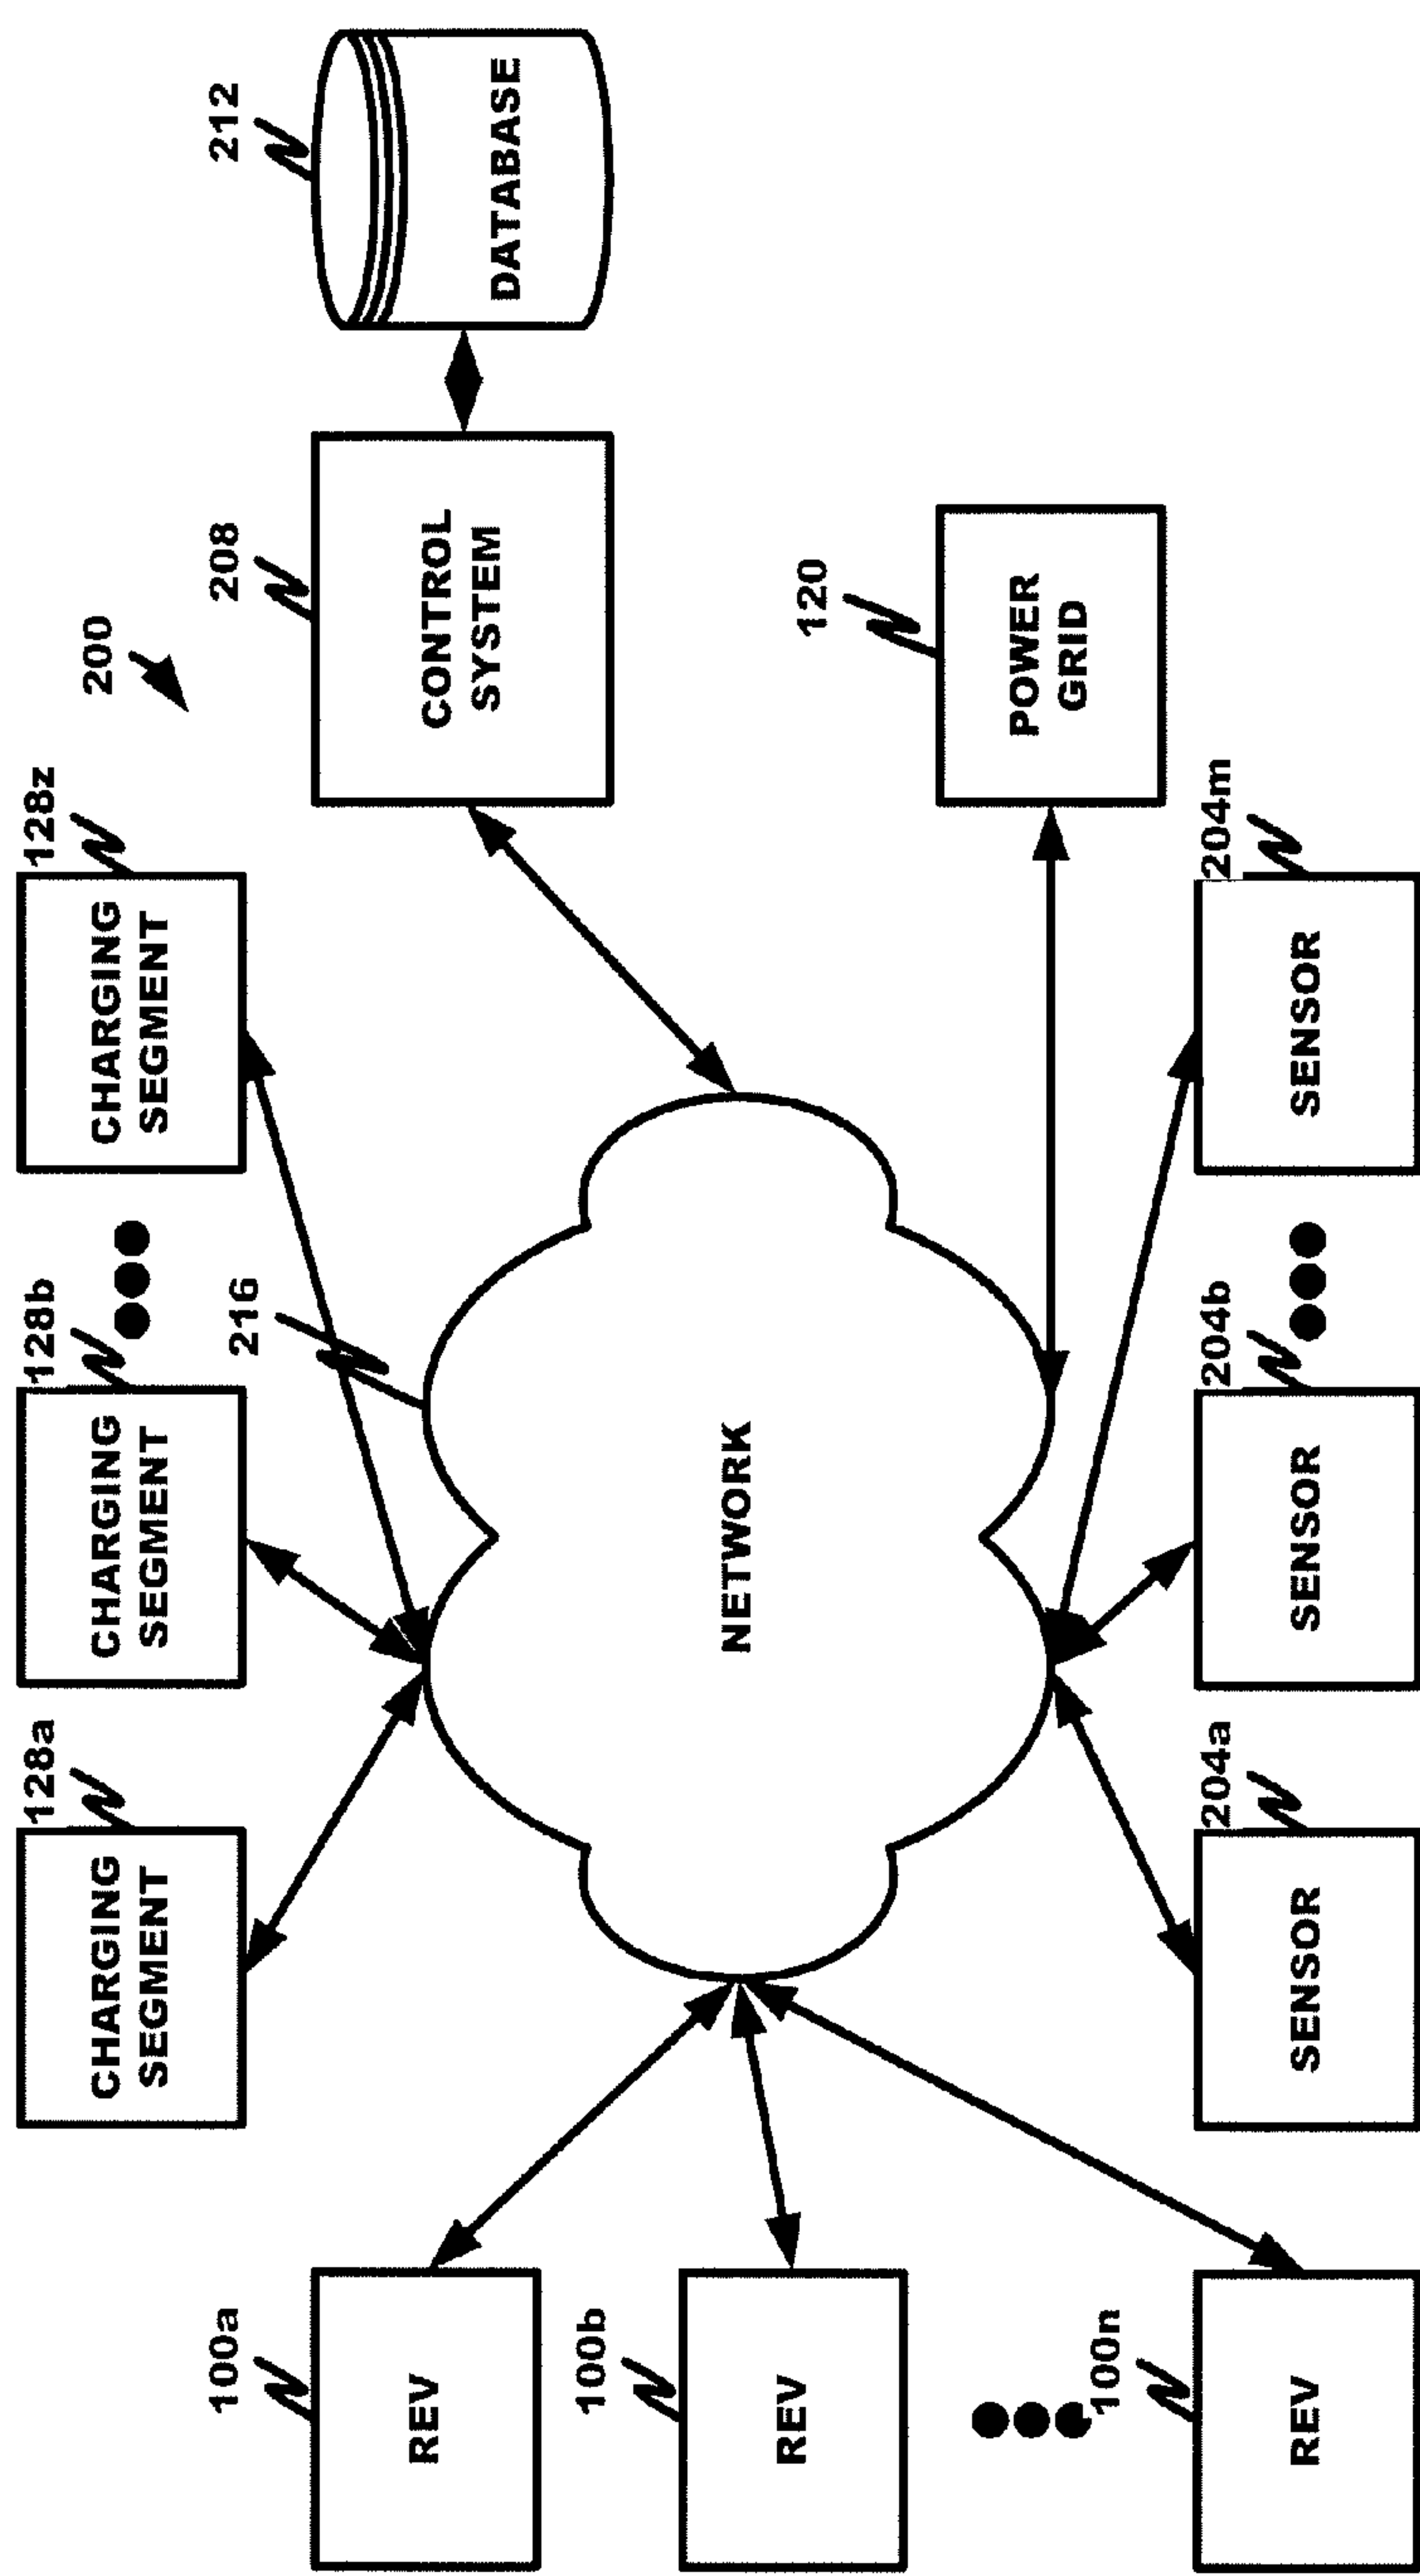 128a
CHARGING
SEGMENT
128b
CHARGING
SEGMENT
128z
CHARGING
SEGMENT
200
100a
REV
100b
REV
100n
REV
216
NETWORK
208
CONTROL
SYSTEM
212
DATABASE
120
POWER
GRID
204a
SENSOR
204b
SENSOR
204m
SENSOR